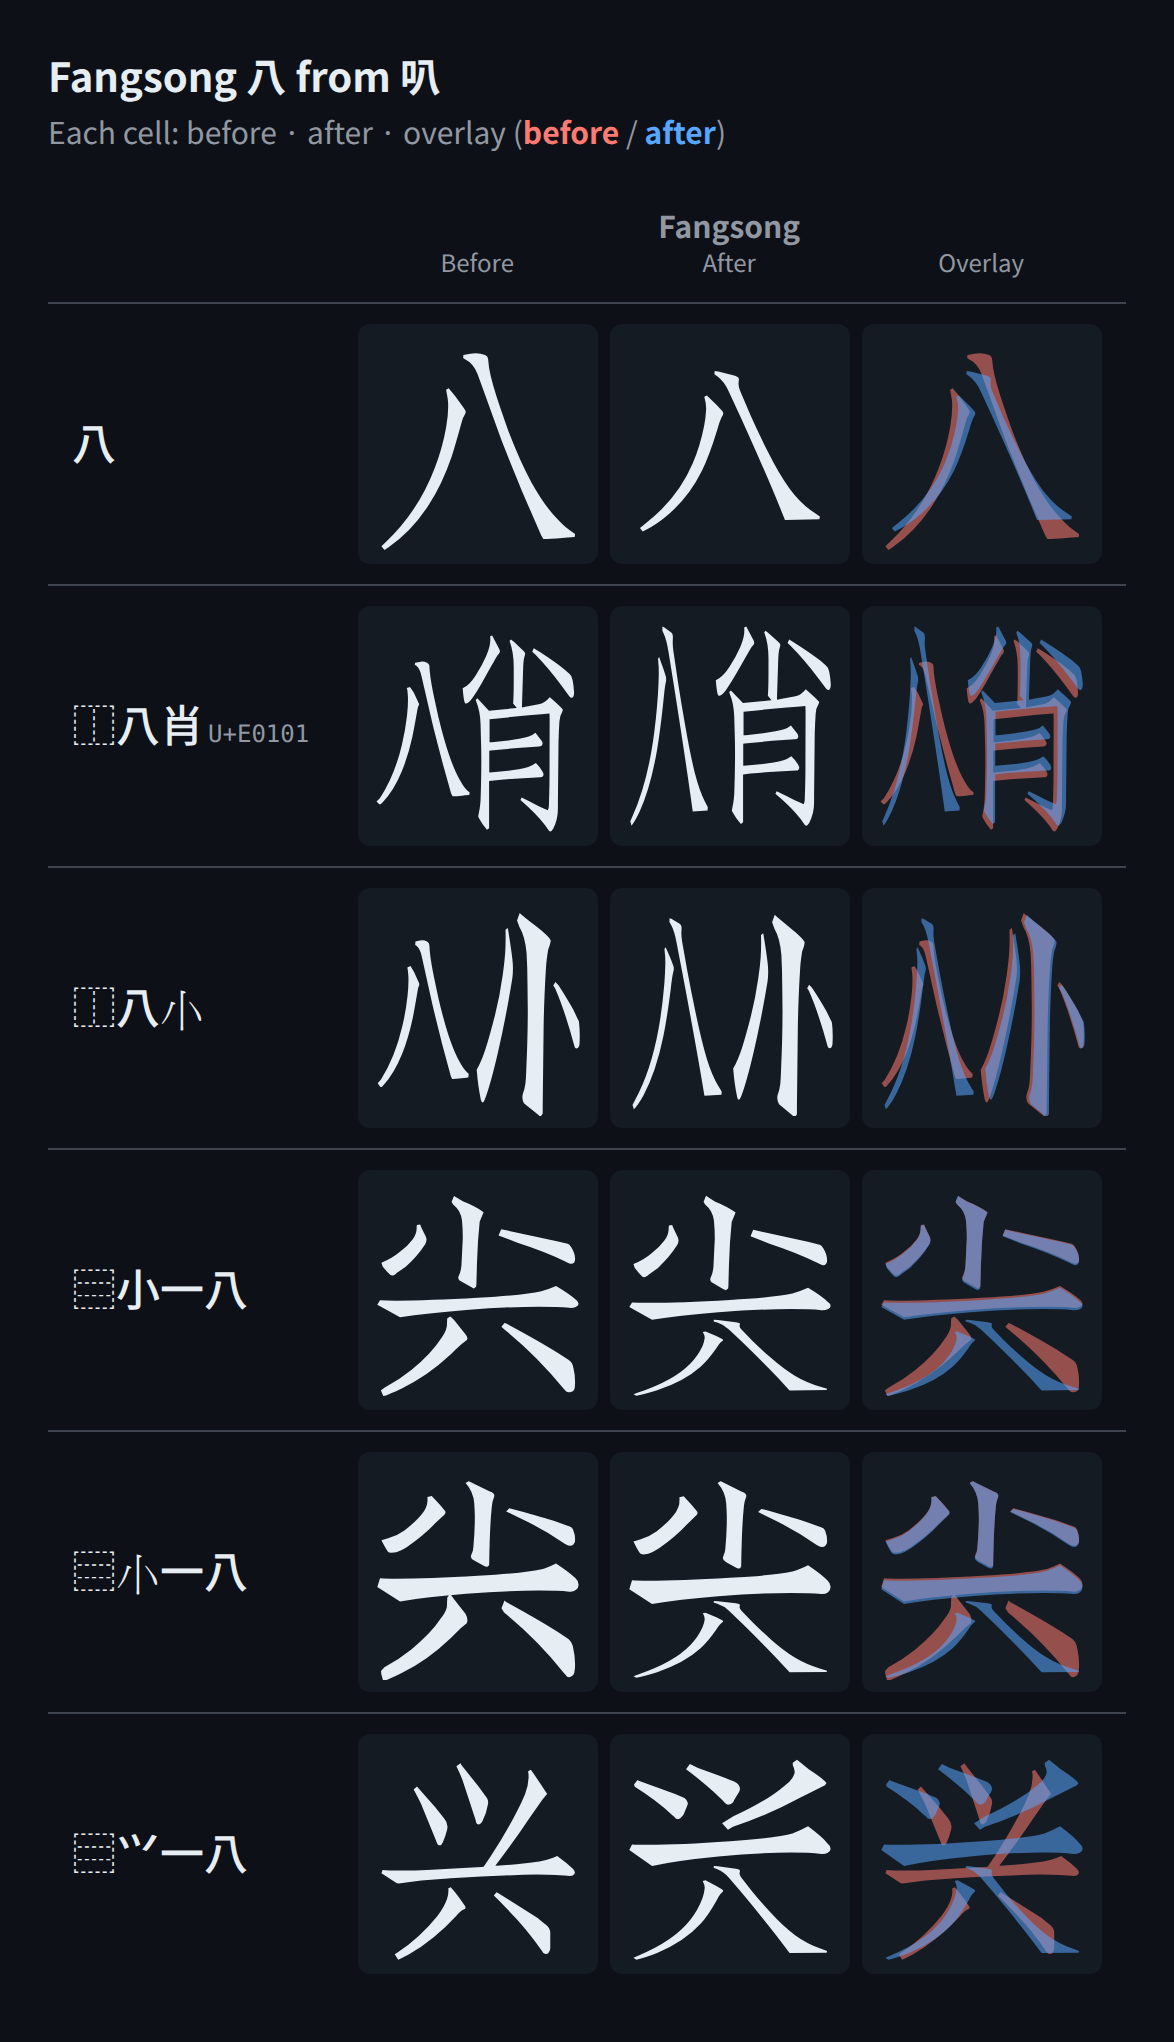 Fangsong 八 from 叭
Each cell: before · after · overlay (before / after)
Fangsong
Before After Overlay
八
⿰八肖 U+E0101
⿰八小
⿳小一八
⿳小一八
⿳⺍一八